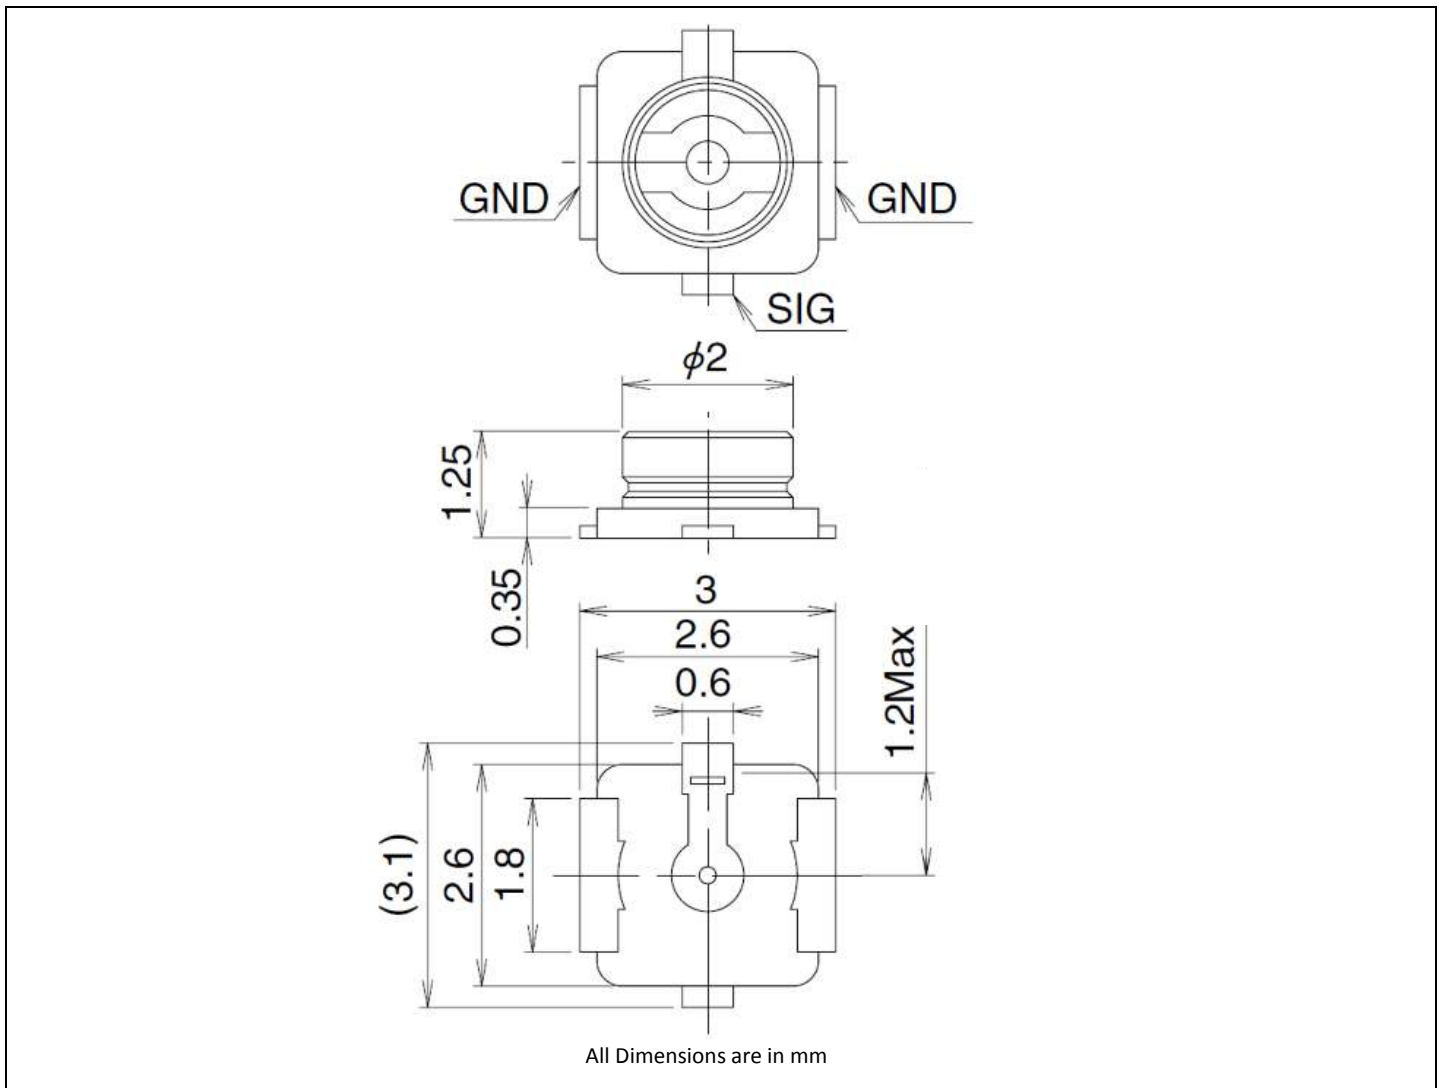 GND
GND
SIG
ϕ2
1.25
0.35
3
2.6
0.6
1.2Max
(3.1)
2.6
1.8
All Dimensions are in mm